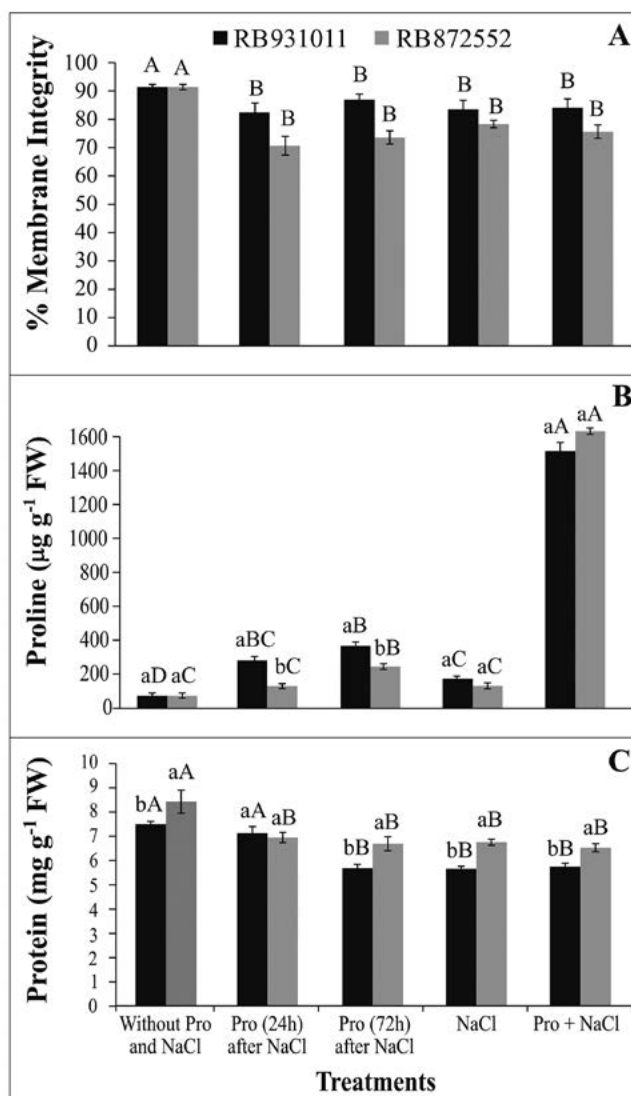 RB931011 RB872552 A
% Membrane Integrity
100
90
80
70
60
50
40
30
20
10
0
A A B B B B B B B B
B
Proline (µg g⁻¹ FW)
1600
1400
1200
1000
800
600
400
200
0
aD aC aBC bC aB bB aC aC aA aA
C
Protein (mg g⁻¹ FW)
10
9
8
7
6
5
4
3
2
1
0
bA aA aA aB bB aB bB aB bB aB
Without Pro Pro (24h) Pro (72h) NaCl Pro + NaCl
and NaCl after NaCl after NaCl
Treatments